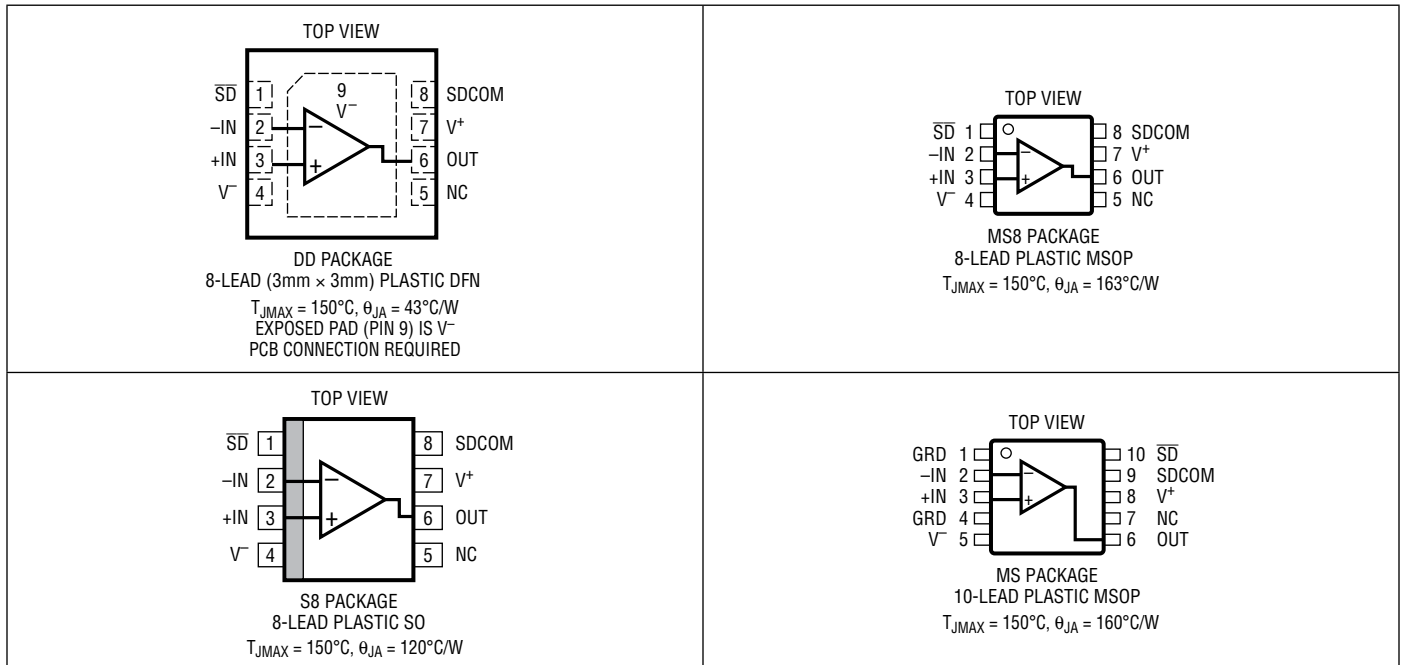 TOP VIEW
SD 1
–IN 2
+IN 3
V– 4
9
V–
–
+
8 SDCOM
7 V+
6 OUT
5 NC
DD PACKAGE
8-LEAD (3mm × 3mm) PLASTIC DFN
TJMAX = 150°C, θJA = 43°C/W
EXPOSED PAD (PIN 9) IS V–
PCB CONNECTION REQUIRED
TOP VIEW
SD 1
–IN 2
+IN 3
V– 4
–
+
8 SDCOM
7 V+
6 OUT
5 NC
MS8 PACKAGE
8-LEAD PLASTIC MSOP
TJMAX = 150°C, θJA = 163°C/W
TOP VIEW
SD 1
–IN 2
+IN 3
V– 4
–
+
8 SDCOM
7 V+
6 OUT
5 NC
S8 PACKAGE
8-LEAD PLASTIC SO
TJMAX = 150°C, θJA = 120°C/W
TOP VIEW
GRD 1
–IN 2
+IN 3
GRD 4
V– 5
–
+
10 SD
9 SDCOM
8 V+
7 NC
6 OUT
MS PACKAGE
10-LEAD PLASTIC MSOP
TJMAX = 150°C, θJA = 160°C/W